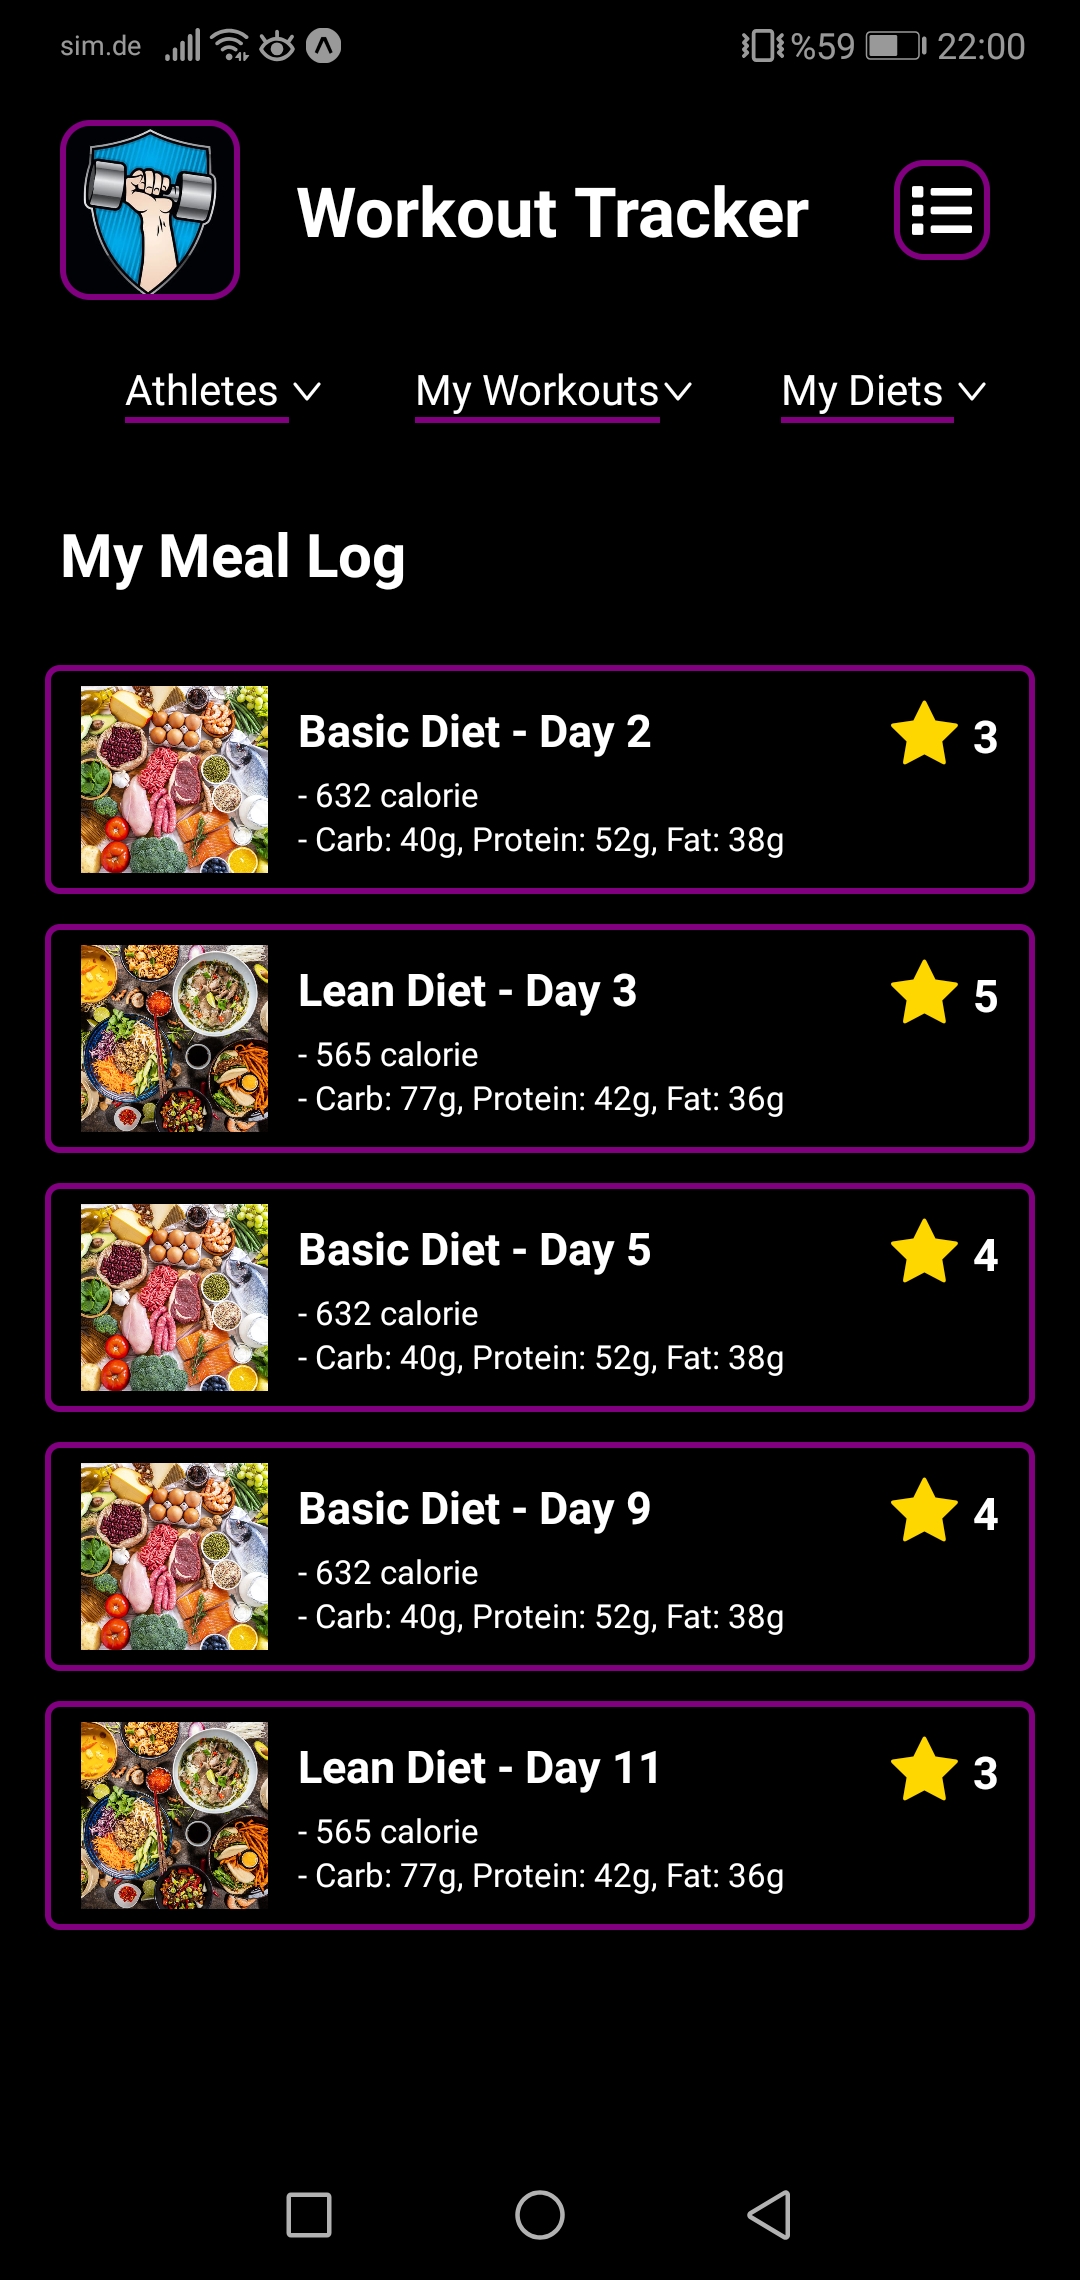 sim.de %59 22:00
Workout Tracker
Athletes My Workouts My Diets
My Meal Log
Basic Diet - Day 2 3
- 632 calorie
- Carb: 40g, Protein: 52g, Fat: 38g
Lean Diet - Day 3 5
- 565 calorie
- Carb: 77g, Protein: 42g, Fat: 36g
Basic Diet - Day 5 4
- 632 calorie
- Carb: 40g, Protein: 52g, Fat: 38g
Basic Diet - Day 9 4
- 632 calorie
- Carb: 40g, Protein: 52g, Fat: 38g
Lean Diet - Day 11 3
- 565 calorie
- Carb: 77g, Protein: 42g, Fat: 36g